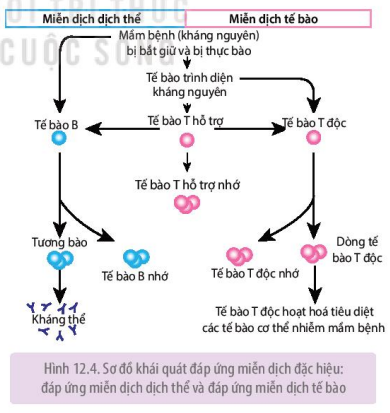 CUỘC SỐNG
Miễn dịch dịch thể
Miễn dịch tế bào
Mầm bệnh (kháng nguyên)
bị bắt giữ và bị thực bào
Tế bào trình diện
kháng nguyên
Tế bào B
Tế bào T hỗ trợ
Tế bào T độc
Tế bào T hỗ trợ nhớ
Tương bào
Tế bào B nhớ
Tế bào T độc nhớ
Dòng tế
bào T độc
Kháng thể
Tế bào T độc hoạt hoá tiêu diệt
các tế bào cơ thể nhiễm mầm bệnh
Hình 12.4. Sơ đồ khái quát đáp ứng miễn dịch đặc hiệu:
đáp ứng miễn dịch dịch thể và đáp ứng miễn dịch tế bào